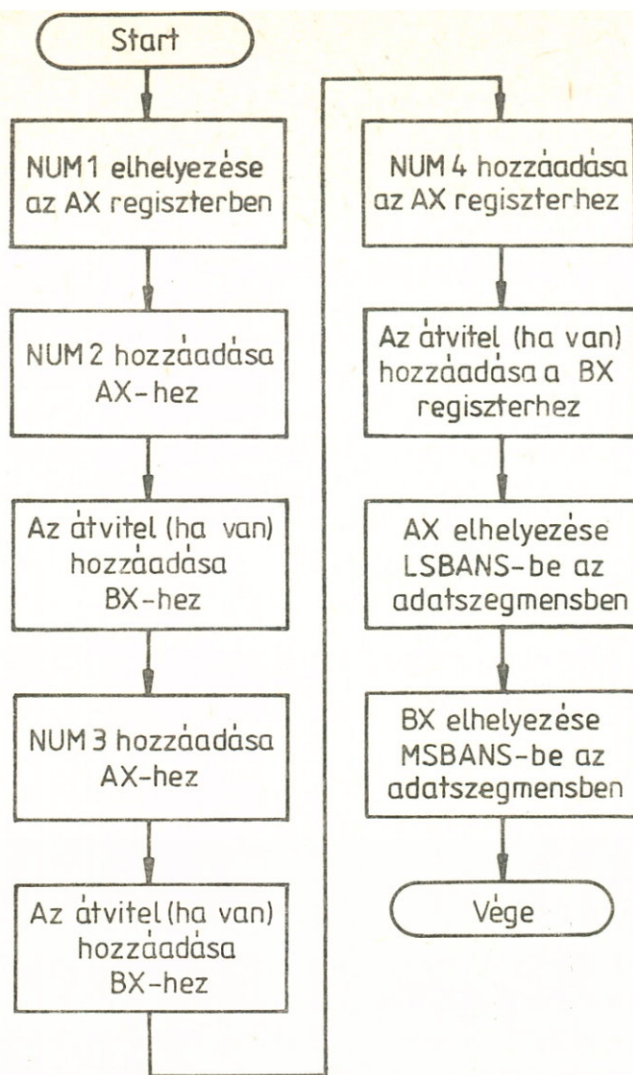 Start
NUM 1 elhelyezése
az AX regiszterben
NUM 2 hozzáadása
AX-hez
Az átvitel (ha van)
hozzáadása
BX-hez
NUM 3 hozzáadása
AX-hez
Az átvitel (ha van)
hozzáadása
BX-hez
NUM 4 hozzáadása
az AX regiszterhez
Az átvitel (ha van)
hozzáadása a BX
regiszterhez
AX elhelyezése
LSBANS-be az
adatszegmensben
BX elhelyezése
MSBANS-be az
adatszegmensben
Vége